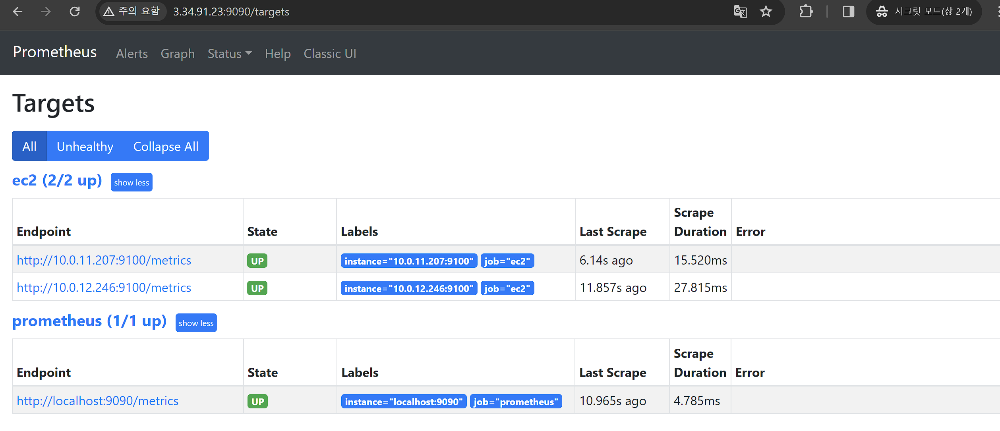 주의 요함 3.34.91.23:9090/targets 시크릿 모드(창 2개)
Prometheus Alerts Graph Status Help Classic UI
Targets
All Unhealthy Collapse All
ec2 (2/2 up) show less
Endpoint State Labels Last Scrape Scrape Duration Error
http://10.0.11.207:9100/metrics UP instance="10.0.11.207:9100" job="ec2" 6.14s ago 15.520ms
http://10.0.12.246:9100/metrics UP instance="10.0.12.246:9100" job="ec2" 11.857s ago 27.815ms
prometheus (1/1 up) show less
Endpoint State Labels Last Scrape Scrape Duration Error
http://localhost:9090/metrics UP instance="localhost:9090" job="prometheus" 10.965s ago 4.785ms